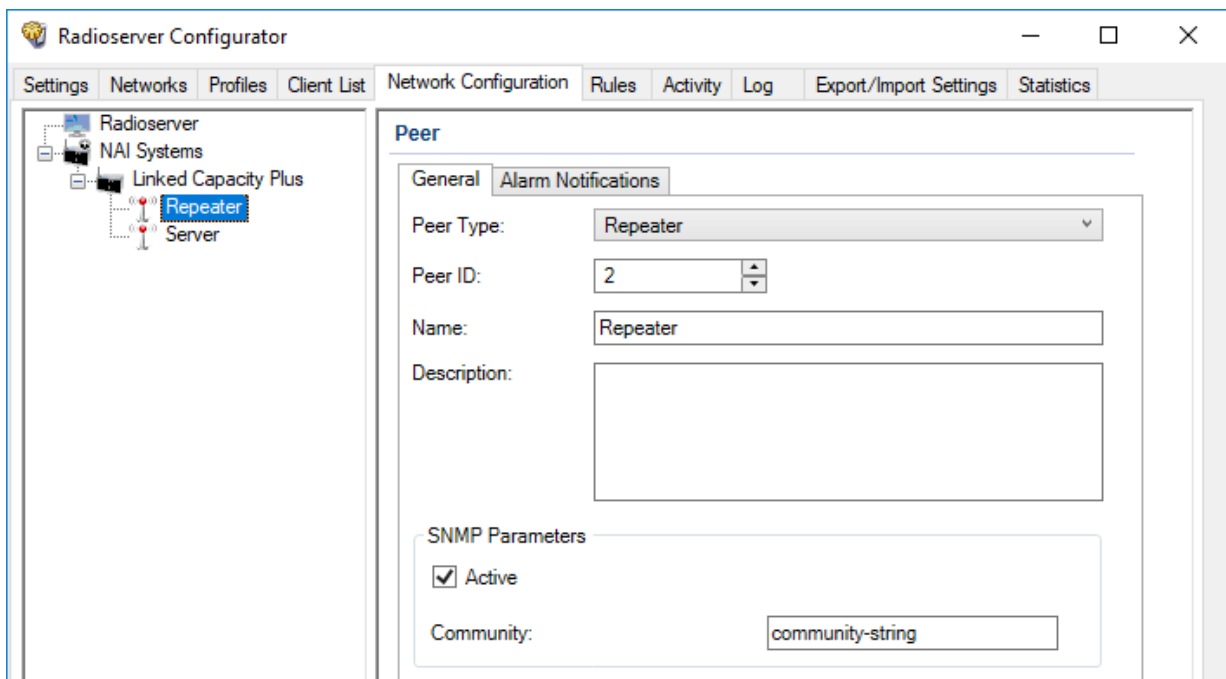 Radioserver Configurator
Settings Networks Profiles Client List Network Configuration Rules Activity Log Export/Import Settings Statistics
Radioserver
NAI Systems
Linked Capacity Plus
Repeater
Server
Peer
General Alarm Notifications
Peer Type: Repeater
Peer ID: 2
Name: Repeater
Description:
SNMP Parameters
Active
Community: community-string